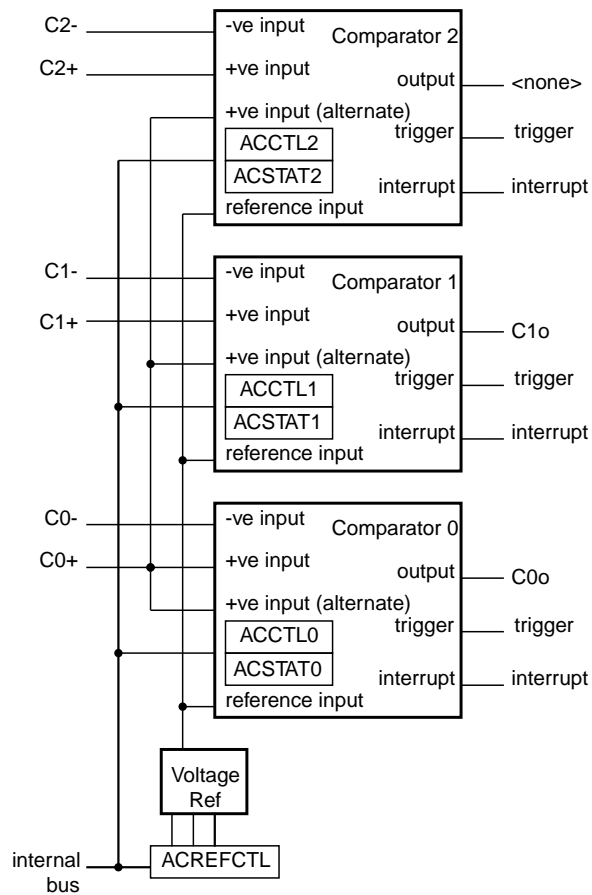 C2-
-ve input
Comparator 2
C2+
+ve input
output
<none>
+ve input (alternate)
trigger
trigger
ACCTL2
ACSTAT2
interrupt
interrupt
reference input
C1-
-ve input
Comparator 1
C1+
+ve input
output
C1o
+ve input (alternate)
trigger
trigger
ACCTL1
ACSTAT1
interrupt
interrupt
reference input
C0-
-ve input
Comparator 0
C0+
+ve input
output
C0o
+ve input (alternate)
trigger
trigger
ACCTL0
ACSTAT0
interrupt
interrupt
reference input
Voltage
Ref
internal
bus
ACREFCTL